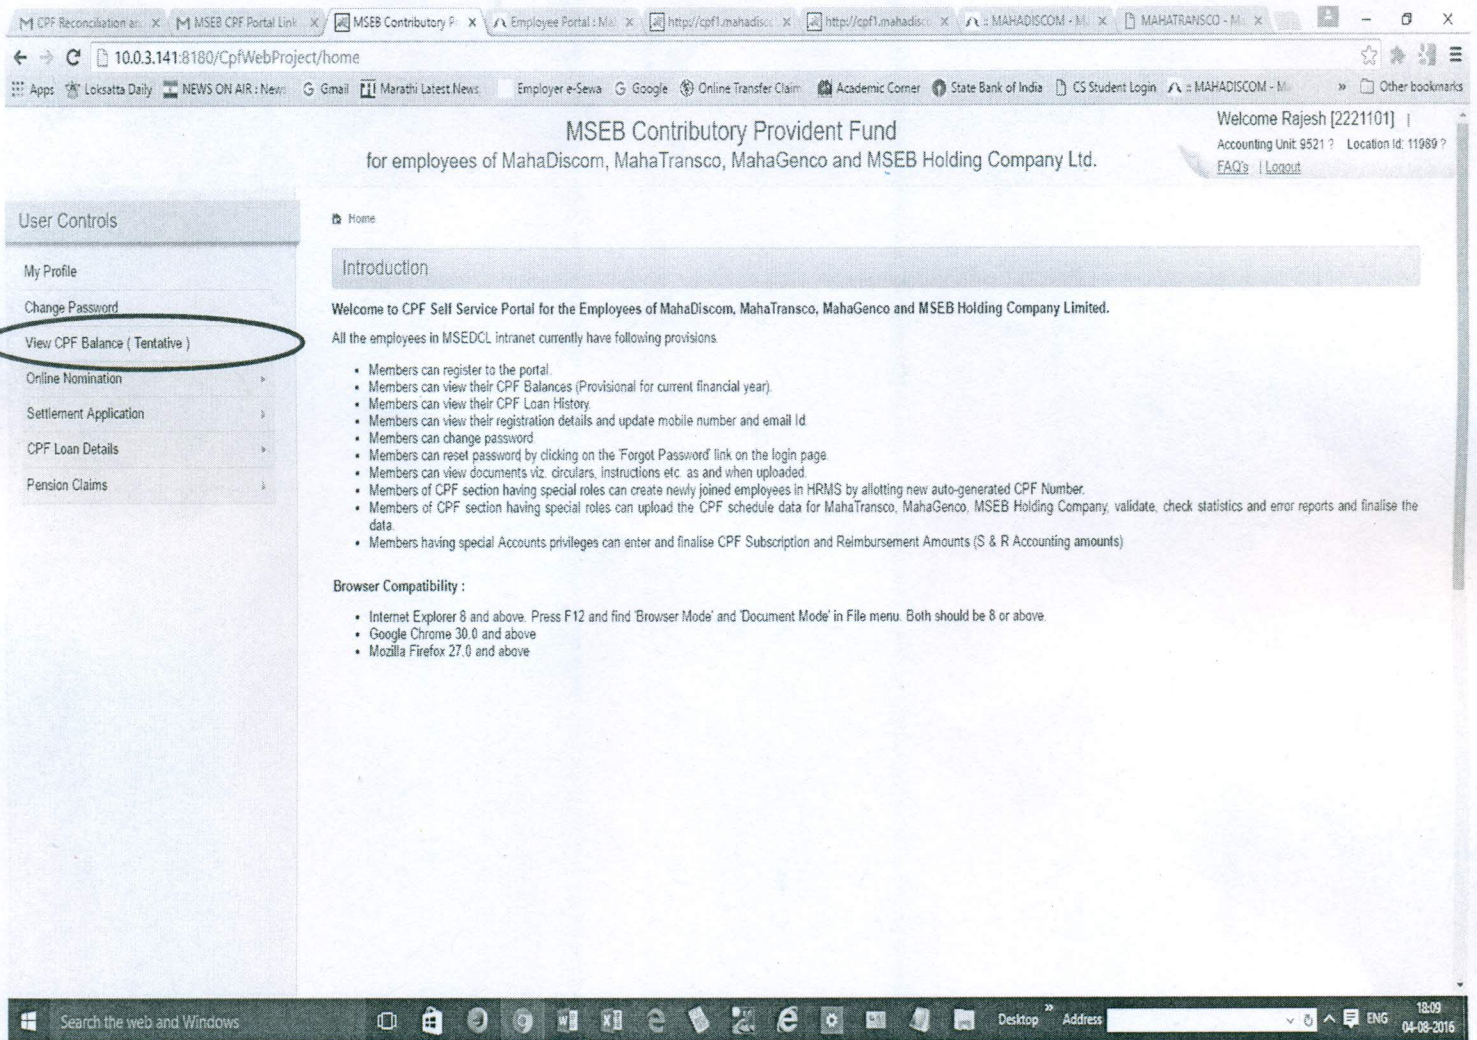 CPF Reconciliation an
MSEB CPF Portal Link
MSEB Contributory P
Employee Portal : Ma
http://cpf1.mahadisc
http://cpf1.mahadisc
:: MAHADISCOM - M
MAHATRANSCO - M
10.0.3.141:8180/CpfWebProject/home
Apps Loksatta Daily NEWS ON AIR : News Gmail Marathi Latest News Employer e-Sewa Google Online Transfer Claim Academic Corner State Bank of India CS Student Login :: MAHADISCOM - M » Other bookmarks
MSEB Contributory Provident Fund
for employees of MahaDiscom, MahaTransco, MahaGenco and MSEB Holding Company Ltd.
Welcome Rajesh [2221101] |
Accounting Unit: 9521 ? Location Id: 11989 ?
FAQ's | Logout
User Controls
My Profile
Change Password
View CPF Balance ( Tentative )
Online Nomination
Settlement Application
CPF Loan Details
Pension Claims
Home
Introduction
Welcome to CPF Self Service Portal for the Employees of MahaDiscom, MahaTransco, MahaGenco and MSEB Holding Company Limited.
All the employees in MSEDCL intranet currently have following provisions.
• Members can register to the portal.
• Members can view their CPF Balances (Provisional for current financial year).
• Members can view their CPF Loan History.
• Members can view their registration details and update mobile number and email Id.
• Members can change password
• Members can reset password by clicking on the 'Forgot Password' link on the login page.
• Members can view documents viz. circulars, instructions etc. as and when uploaded.
• Members of CPF section having special roles can create newly joined employees in HRMS by allotting new auto-generated CPF Number.
• Members of CPF section having special roles can upload the CPF schedule data for MahaTransco, MahaGenco, MSEB Holding Company, validate, check statistics and error reports and finalise the
data.
• Members having special Accounts privileges can enter and finalise CPF Subscription and Reimbursement Amounts (S & R Accounting amounts)
Browser Compatibility :
• Internet Explorer 8 and above. Press F12 and find 'Browser Mode' and 'Document Mode' in File menu. Both should be 8 or above.
• Google Chrome 30.0 and above
• Mozilla Firefox 27.0 and above
Search the web and Windows
Desktop » Address
ENG
18:09
04-08-2016